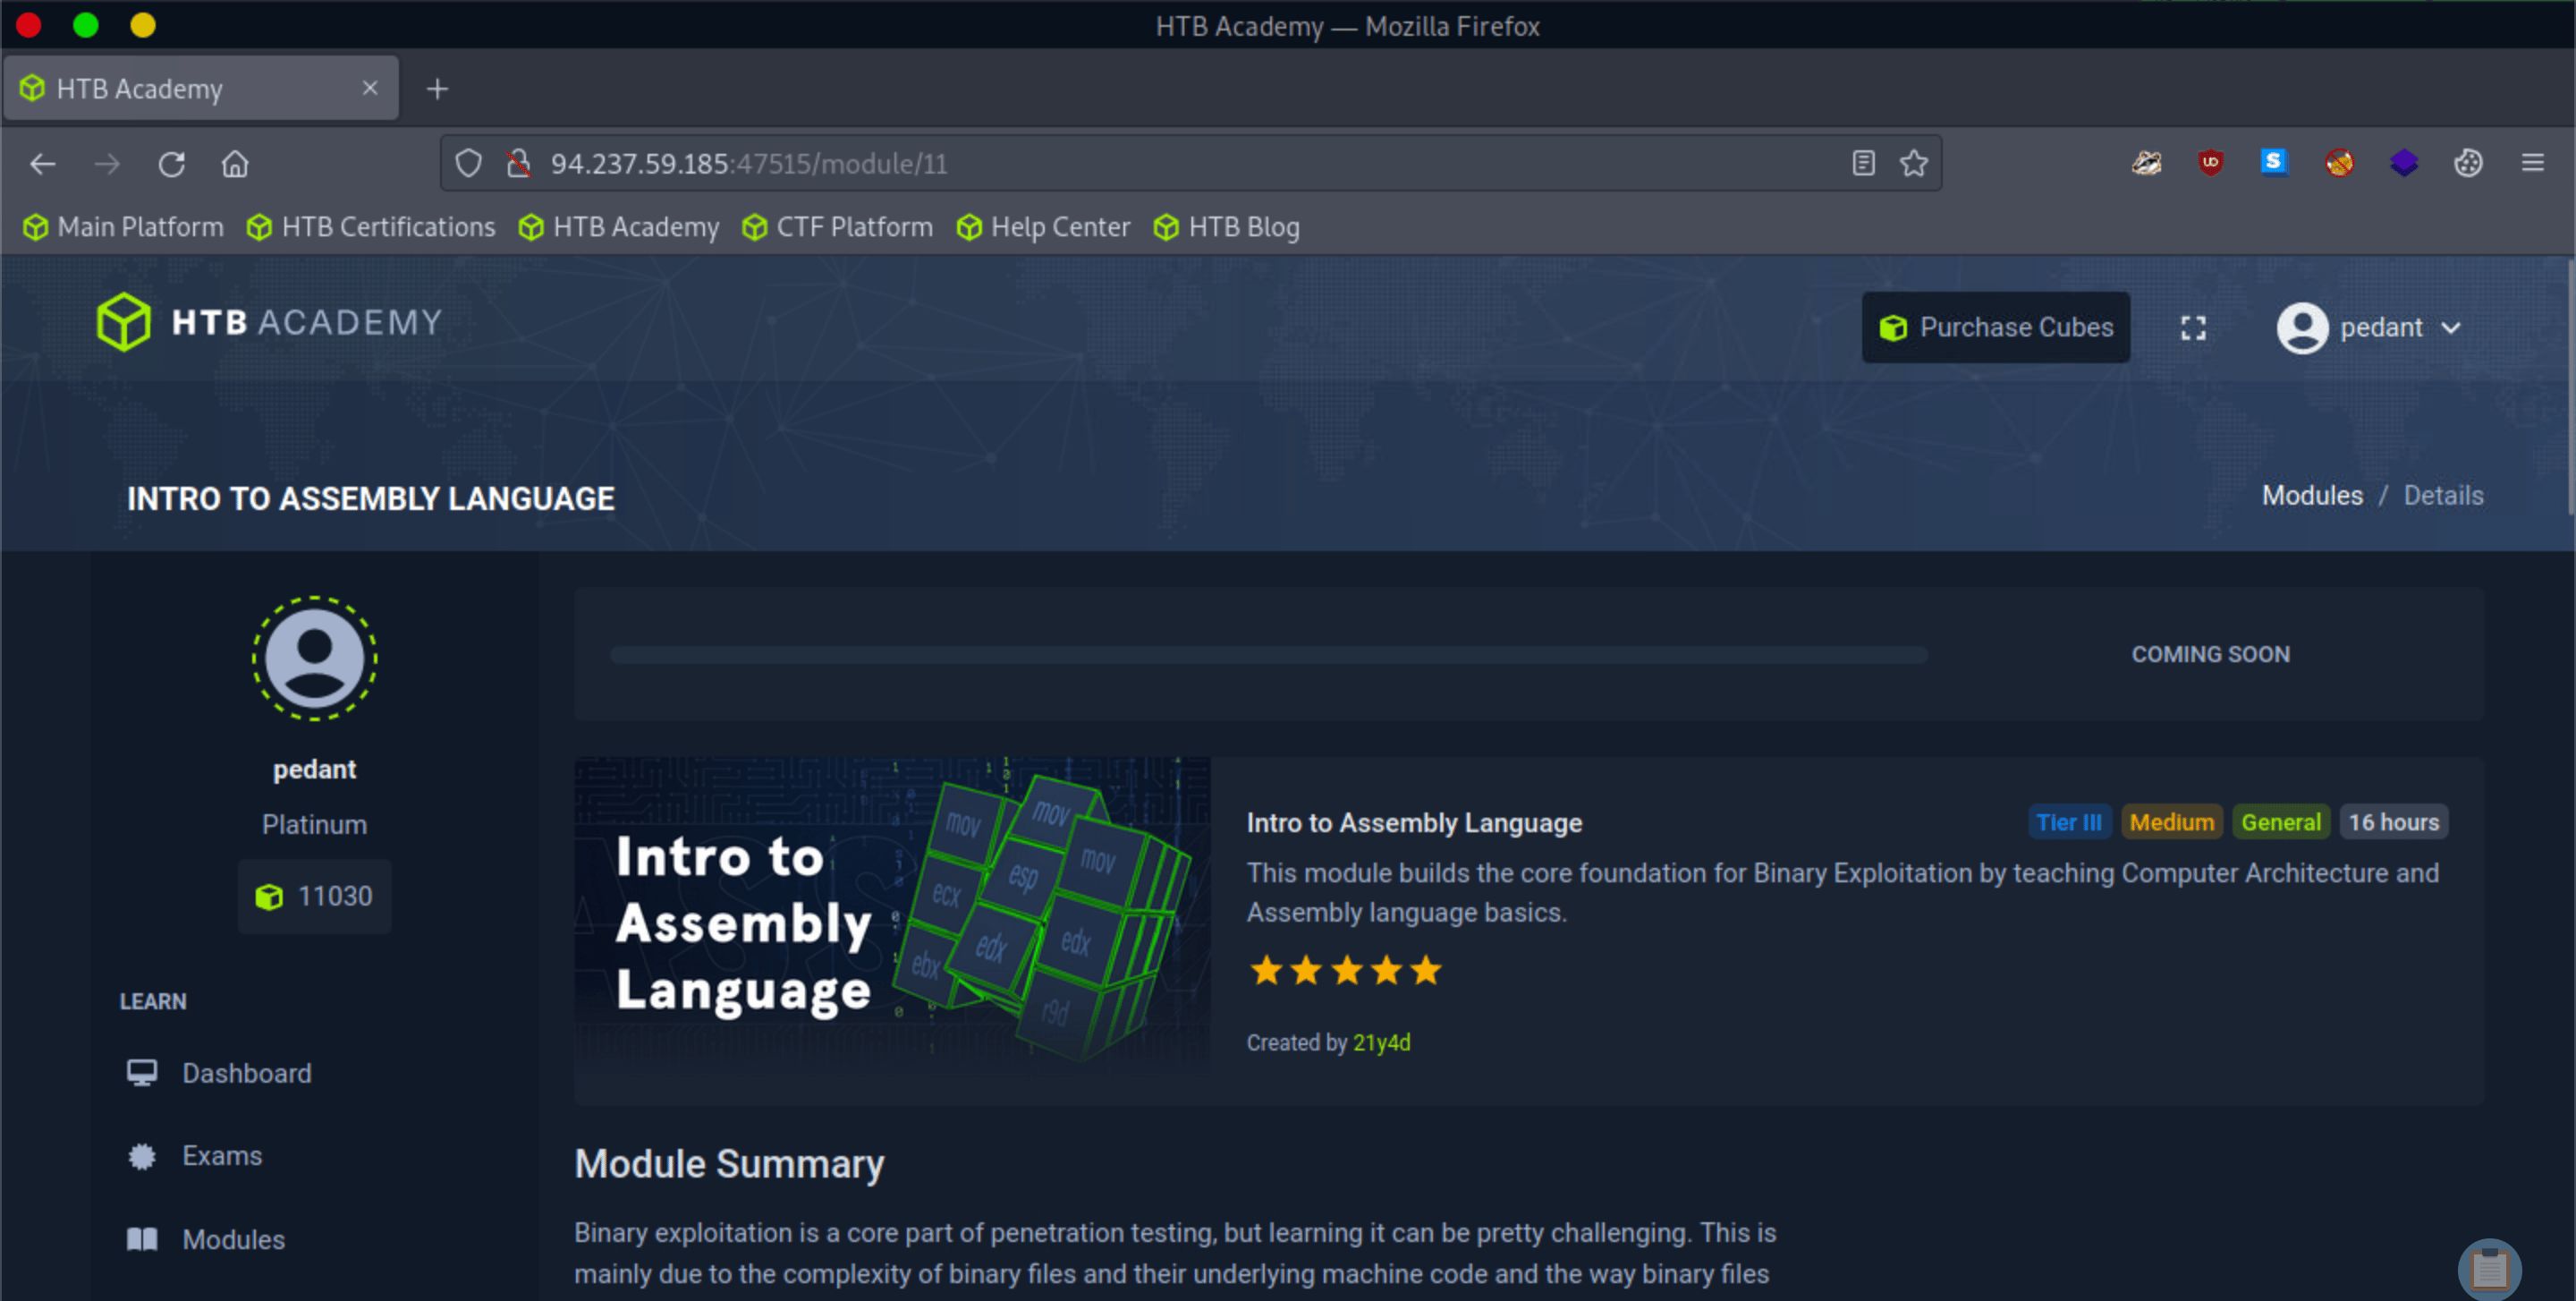 HTB Academy — Mozilla Firefox
HTB Academy
94.237.59.185:47515/module/11
Main Platform HTB Certifications HTB Academy CTF Platform Help Center HTB Blog
HTB ACADEMY
Purchase Cubes
pedant
INTRO TO ASSEMBLY LANGUAGE
Modules / Details
COMING SOON
pedant
Platinum
11030
LEARN
Dashboard
Exams
Modules
Intro to
Assembly
Language
mov
mov
mov
ecx
esp
ebx
edx
edx
r9d
Intro to Assembly Language
Tier III Medium General 16 hours
This module builds the core foundation for Binary Exploitation by teaching Computer Architecture and
Assembly language basics.
Created by 21y4d
Module Summary
Binary exploitation is a core part of penetration testing, but learning it can be pretty challenging. This is
mainly due to the complexity of binary files and their underlying machine code and the way binary files